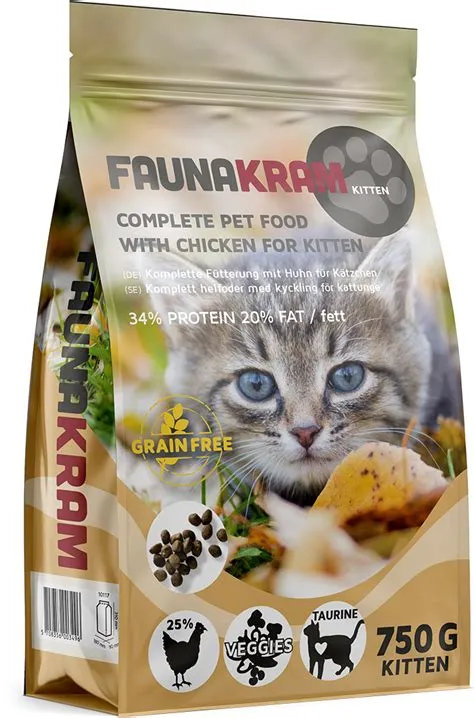 FAUNAKRAM
KITTEN
COMPLETE PET FOOD
WITH CHICKEN FOR KITTEN
(DE) Komplette Fütterung mit Huhn für Kätzchen
(SE) Komplett helfoder med kyckling för kattunge
34% PROTEIN 20% FAT / fett
GRAIN FREE
25%
VEGGIES
TAURINE
750 G
KITTEN
FAUNAKRAM
10117